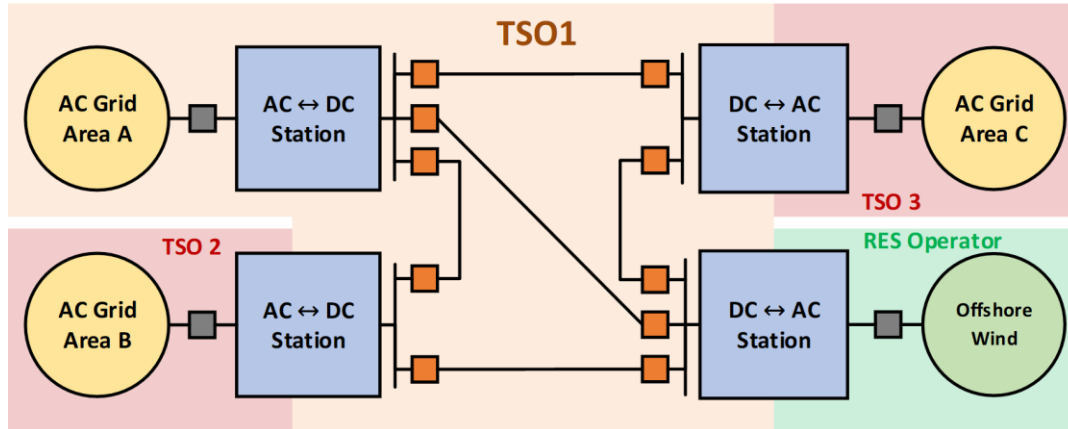 TSO1
AC Grid
Area A
AC ↔ DC
Station
DC ↔ AC
Station
AC Grid
Area C
TSO 3
TSO 2
RES Operator
AC Grid
Area B
AC ↔ DC
Station
DC ↔ AC
Station
Offshore
Wind